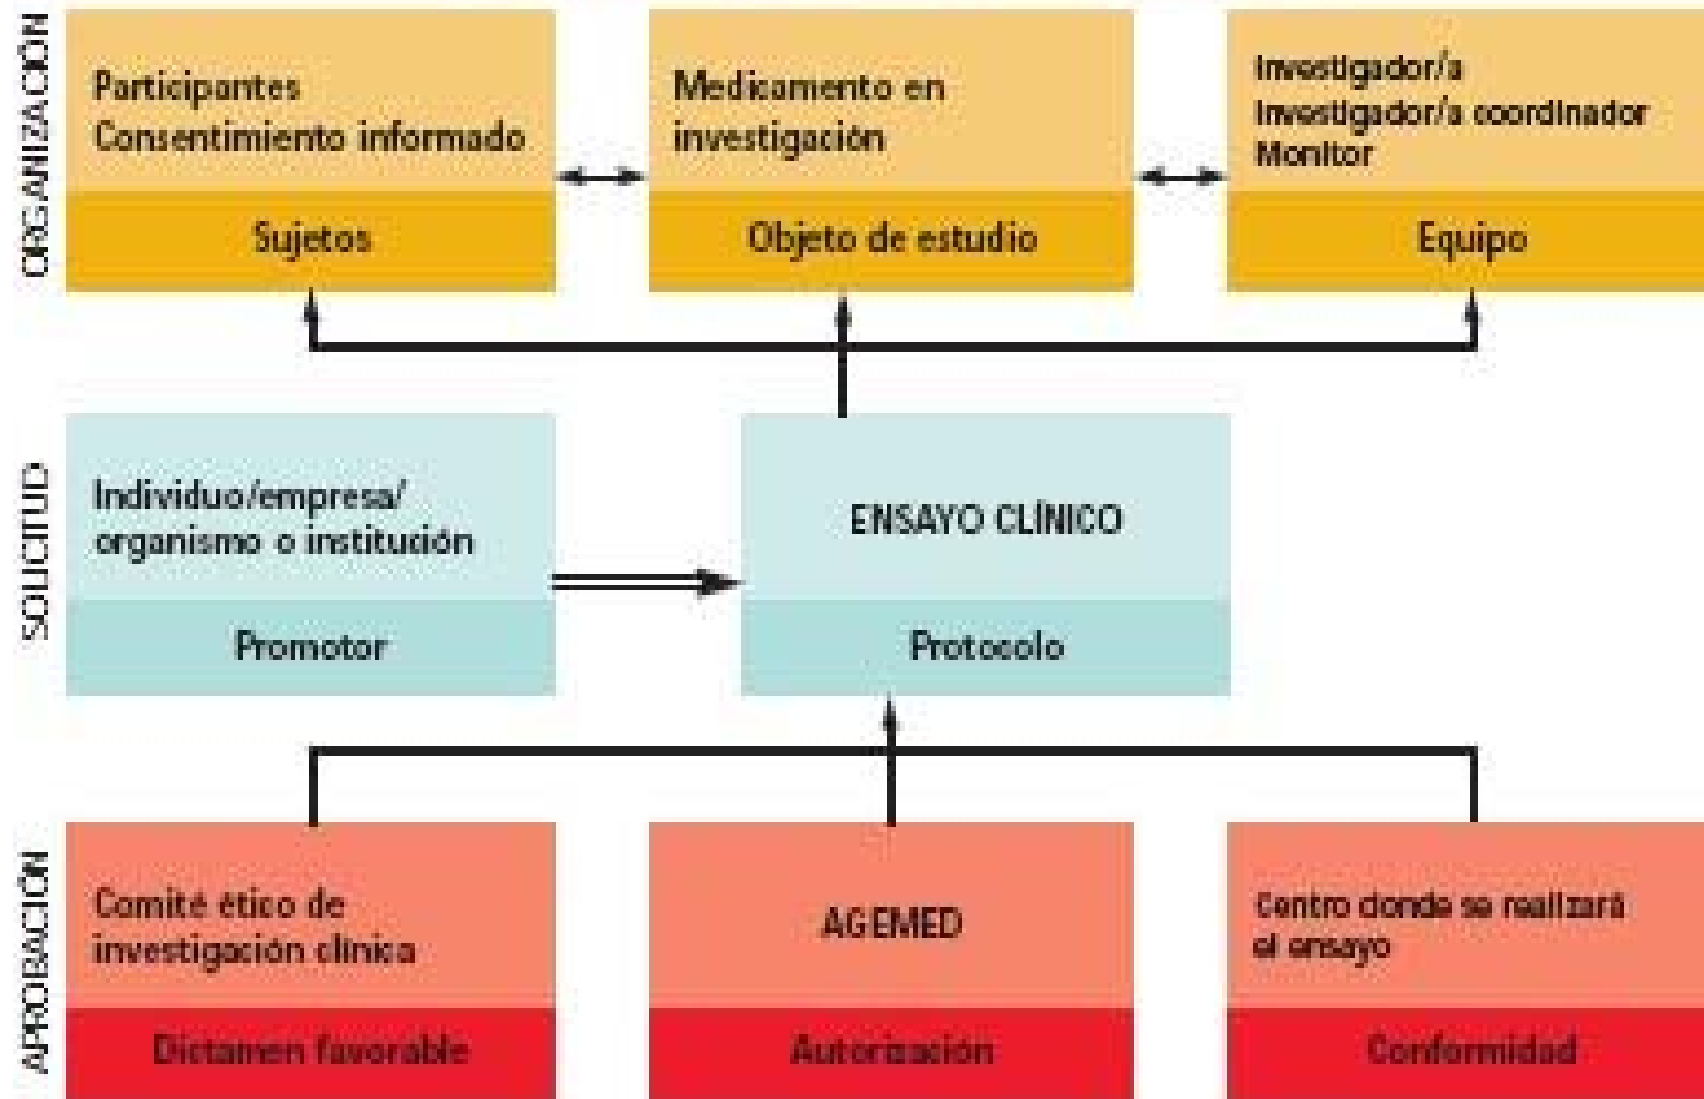 ORGANIZACIÓN
Participantes
Consentimiento informado
Sujetos
Medicamento en
investigación
Objeto de estudio
Investigador/a
Investigador/a coordinador
Monitor
Equipo
SOLICITUD
Individuo/empresa/
organismo o institución
Promotor
ENSAYO CLÍNICO
Protocolo
APROBACIÓN
Comité ético de
investigación clínica
Dictamen favorable
AGEMED
Autorización
Centro donde se realizará
el ensayo
Conformidad